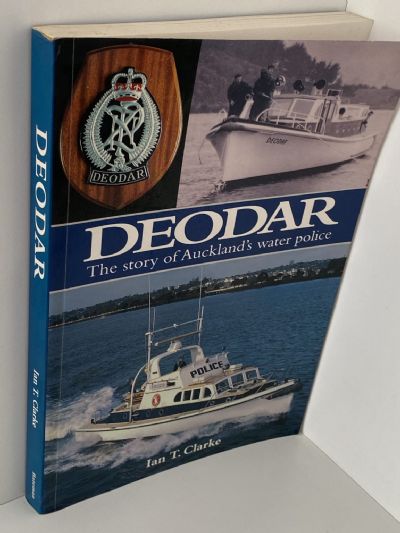 DEODAR
DEODAR
DEODAR
The story of Auckland's water police
POLICE
Ian T. Clarke
DEODAR
Ian T. Clarke